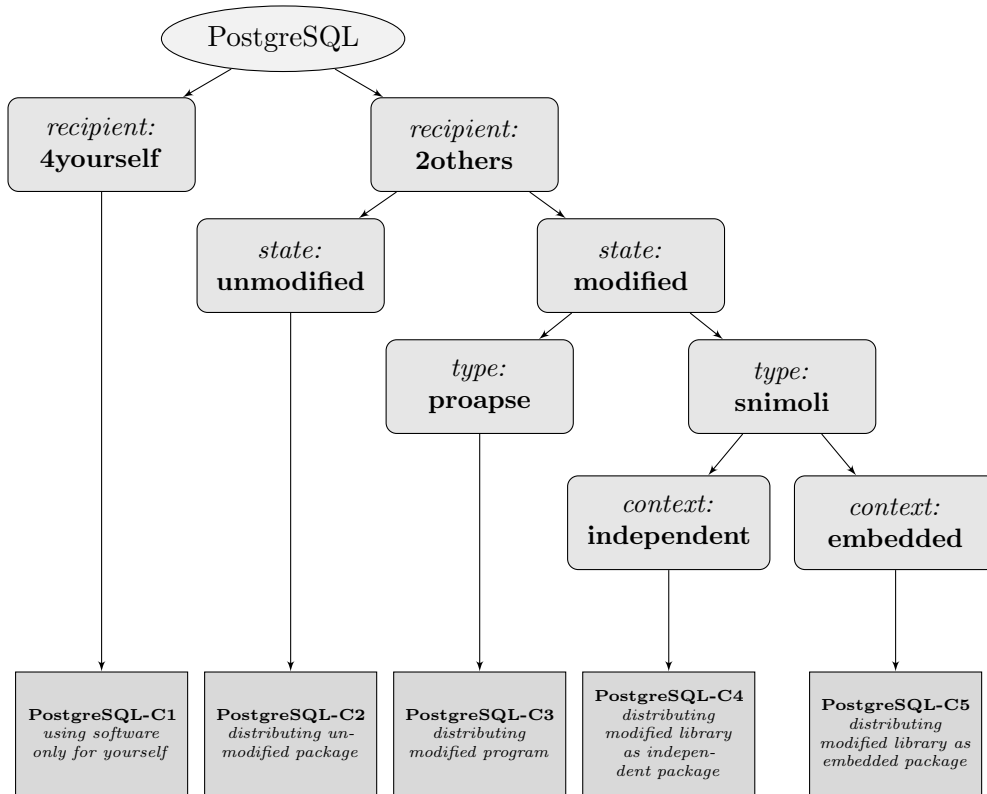 PostgreSQL
recipient:
4yourself
recipient:
2others
state:
unmodified
state:
modified
type:
proapse
type:
snimoli
context:
independent
context:
embedded
PostgreSQL-C1
using software
only for yourself
PostgreSQL-C2
distributing un-
modified package
PostgreSQL-C3
distributing
modified program
PostgreSQL-C4
distributing
modified library
as indepen-
dent package
PostgreSQL-C5
distributing
modified library as
embedded package